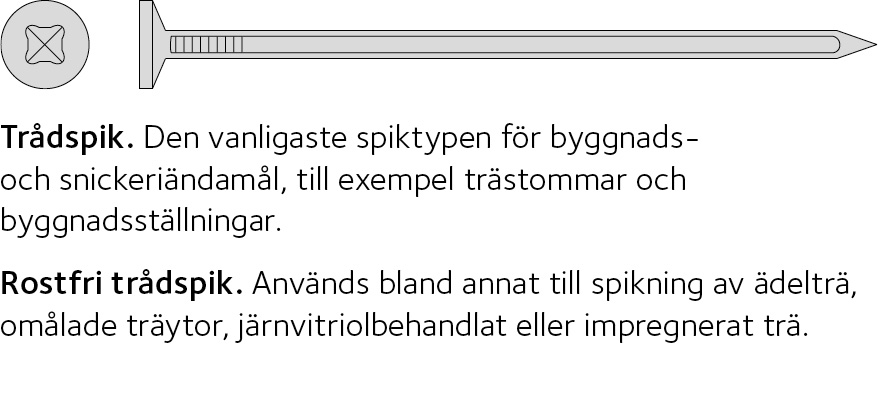 Trådspik. Den vanligaste spiktypen för byggnads-
och snickeriändamål, till exempel trästommar och
byggnadsställningar.
Rostfri trådspik. Används bland annat till spikning av ädelträ,
omålade träytor, järnvitriolbehandlat eller impregnerat trä.